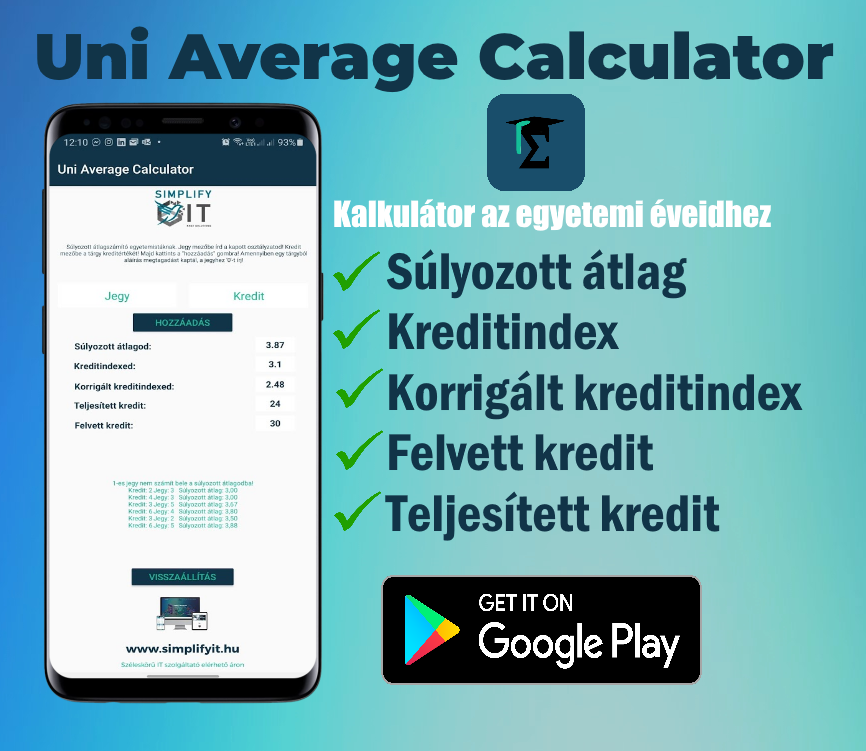 Uni Average Calculator
12:10
93%
Uni Average Calculator
SIMPLIFY
IT
Súlyozott átlagszámító egyetemistáknak. Jegy mezőbe írd a kapott osztályzatod! Kredit
mezőbe a tárgy kreditértékét! Majd kattints a "hozzáadás" gombra! Amennyiben egy tárgyból
aláírás megtagadást kaptál, a jegyhez '0'-t írj!
Jegy
Kredit
HOZZÁADÁS
Súlyozott átlagod: 3.87
Kreditindexed: 3.1
Korrigált kreditindexed: 2.48
Teljesített kredit: 24
Felvett kredit: 30
1-es jegy nem számít bele a súlyozott átlagodba!
Kredit: 2 Jegy: 3 Súlyozott átlag: 3,00
Kredit: 4 Jegy: 3 Súlyozott átlag: 3,00
Kredit: 3 Jegy: 5 Súlyozott átlag: 3,67
Kredit: 6 Jegy: 4 Súlyozott átlag: 3,80
Kredit: 3 Jegy: 2 Súlyozott átlag: 3,50
Kredit: 6 Jegy: 5 Súlyozott átlag: 3,88
VISSZAÁLLÍTÁS
www.simplifyit.hu
Széleskörű IT szolgáltató elérhető áron
Σ
Kalkulátor az egyetemi éveidhez
Súlyozott átlag
Kreditindex
Korrigált kreditindex
Felvett kredit
Teljesített kredit
GET IT ON
Google Play